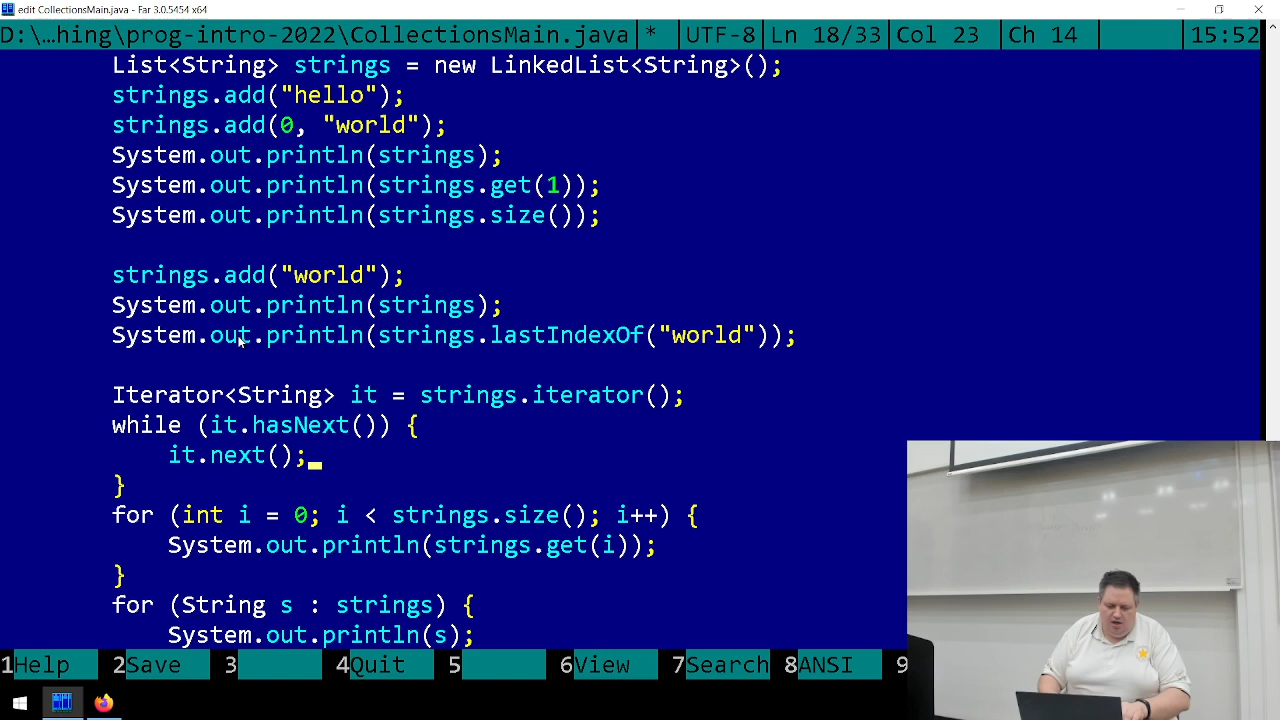 edit CollectionsMain.java - Far 3.0.5454 x64
D:\…hing\prog-intro-2022\CollectionsMain.java * UTF-8 Ln 18/33 Col 23 Ch 14 15:52
List<String> strings = new LinkedList<String>();
strings.add("hello");
strings.add(0, "world");
System.out.println(strings);
System.out.println(strings.get(1));
System.out.println(strings.size());
strings.add("world");
System.out.println(strings);
System.out.println(strings.lastIndexOf("world"));
Iterator<String> it = strings.iterator();
while (it.hasNext()) {
it.next();
}
for (int i = 0; i < strings.size(); i++) {
System.out.println(strings.get(i));
}
for (String s : strings) {
System.out.println(s);
1Help 2Save 3 4Quit 5 6View 7Search 8ANSI 9